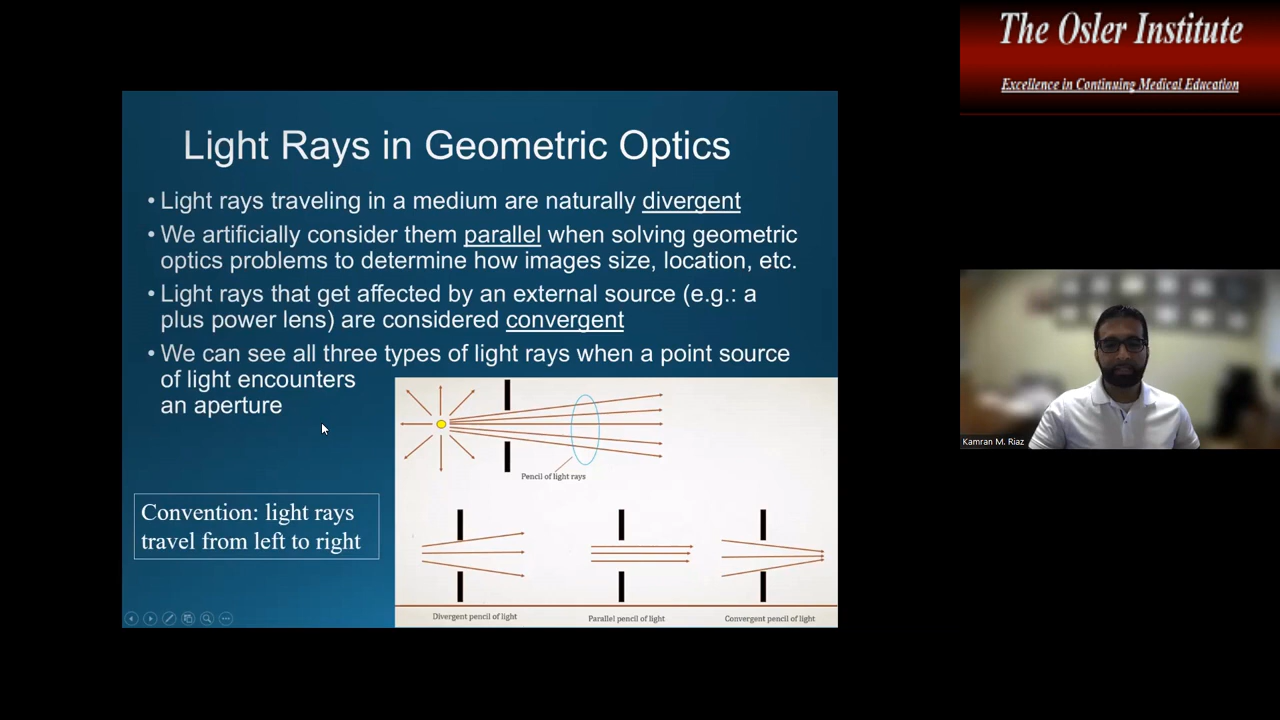 The Osler Institute
Excellence in Continuing Medical Education
Light Rays in Geometric Optics
• Light rays traveling in a medium are naturally divergent
• We artificially consider them parallel when solving geometric
optics problems to determine how images size, location, etc.
• Light rays that get affected by an external source (e.g.: a
plus power lens) are considered convergent
• We can see all three types of light rays when a point source
of light encounters
an aperture
Pencil of light rays
Convention: light rays
travel from left to right
Divergent pencil of light
Parallel pencil of light
Convergent pencil of light
Kamran M. Riaz